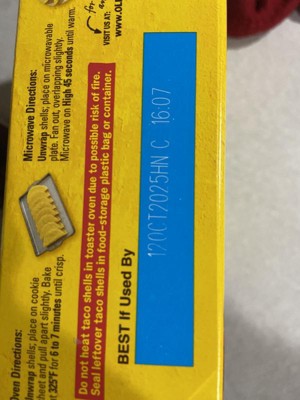 Oven Directions:
Unwrap shells; place on cookie
sheet and pull apart slightly. Bake
at 325°F for 6 to 7 minutes until crisp.
Microwave Directions:
Unwrap shells; place on microwavable
plate. Fan out, overlapping slightly.
Microwave on High 45 seconds until warm.
for
VISIT US AT:
www.OL
Do not heat taco shells in toaster oven due to possible risk of fire.
Seal leftover taco shells in food-storage plastic bag or container.
BEST If Used By
12OCT2025HN C 16:07